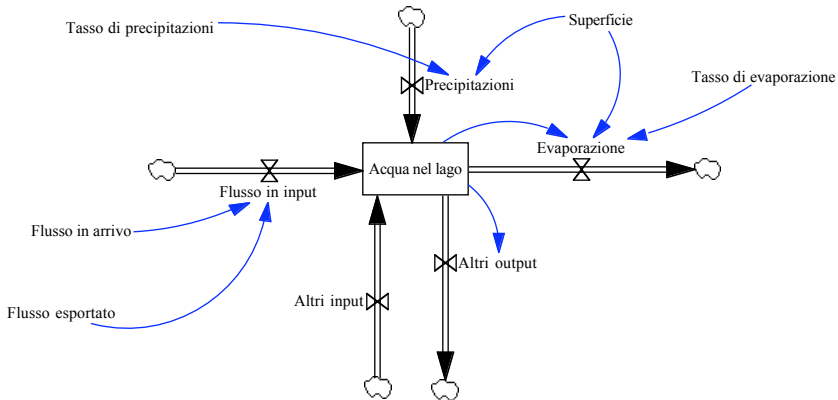 Tasso di precipitazioni
Superficie
Precipitazioni
Tasso di evaporazione
Evaporazione
Acqua nel lago
Flusso in input
Flusso in arrivo
Altri output
Altri input
Flusso esportato